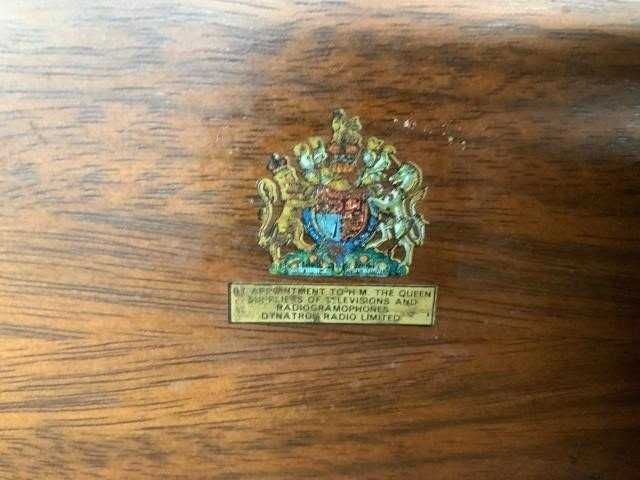 BY APPOINTMENT TO H.M. THE QUEEN
SUPPLIERS OF TELEVISIONS AND
RADIOGRAMOPHONES
DYNATRON RADIO LIMITED